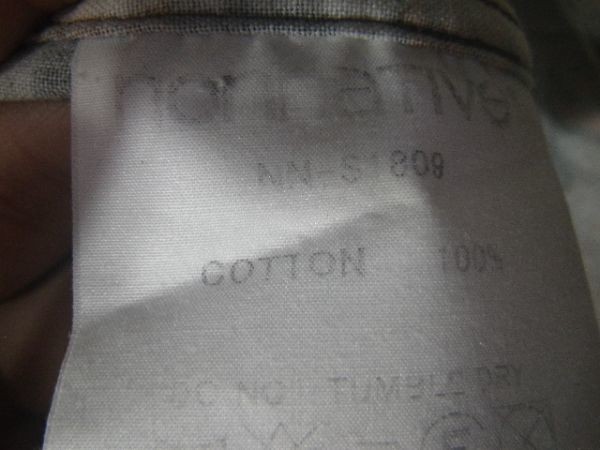 nonnative
NN-S1809
COTTON 100%
DO NOT TUMBLE DRY